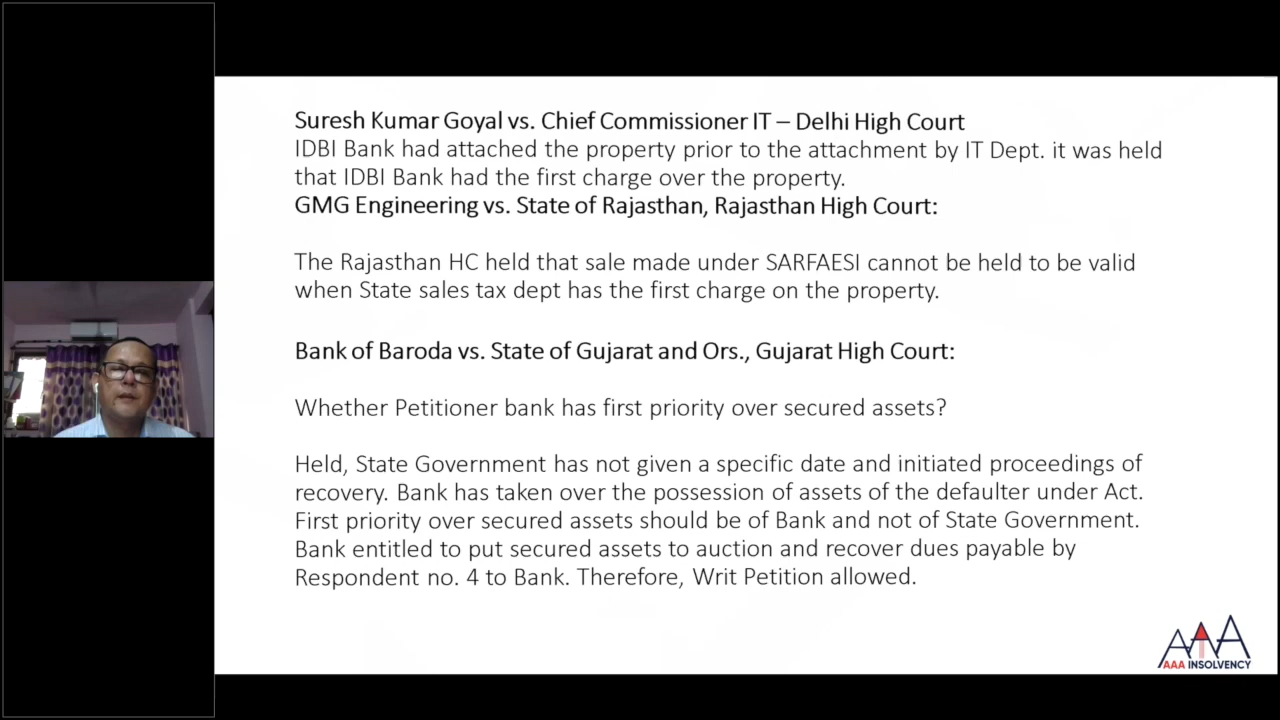 Suresh Kumar Goyal vs. Chief Commissioner IT – Delhi High Court
IDBI Bank had attached the property prior to the attachment by IT Dept. it was held
that IDBI Bank had the first charge over the property.
GMG Engineering vs. State of Rajasthan, Rajasthan High Court:
The Rajasthan HC held that sale made under SARFAESI cannot be held to be valid
when State sales tax dept has the first charge on the property.
Bank of Baroda vs. State of Gujarat and Ors., Gujarat High Court:
Whether Petitioner bank has first priority over secured assets?
Held, State Government has not given a specific date and initiated proceedings of
recovery. Bank has taken over the possession of assets of the defaulter under Act.
First priority over secured assets should be of Bank and not of State Government.
Bank entitled to put secured assets to auction and recover dues payable by
Respondent no. 4 to Bank. Therefore, Writ Petition allowed.
AAA
AAA INSOLVENCY